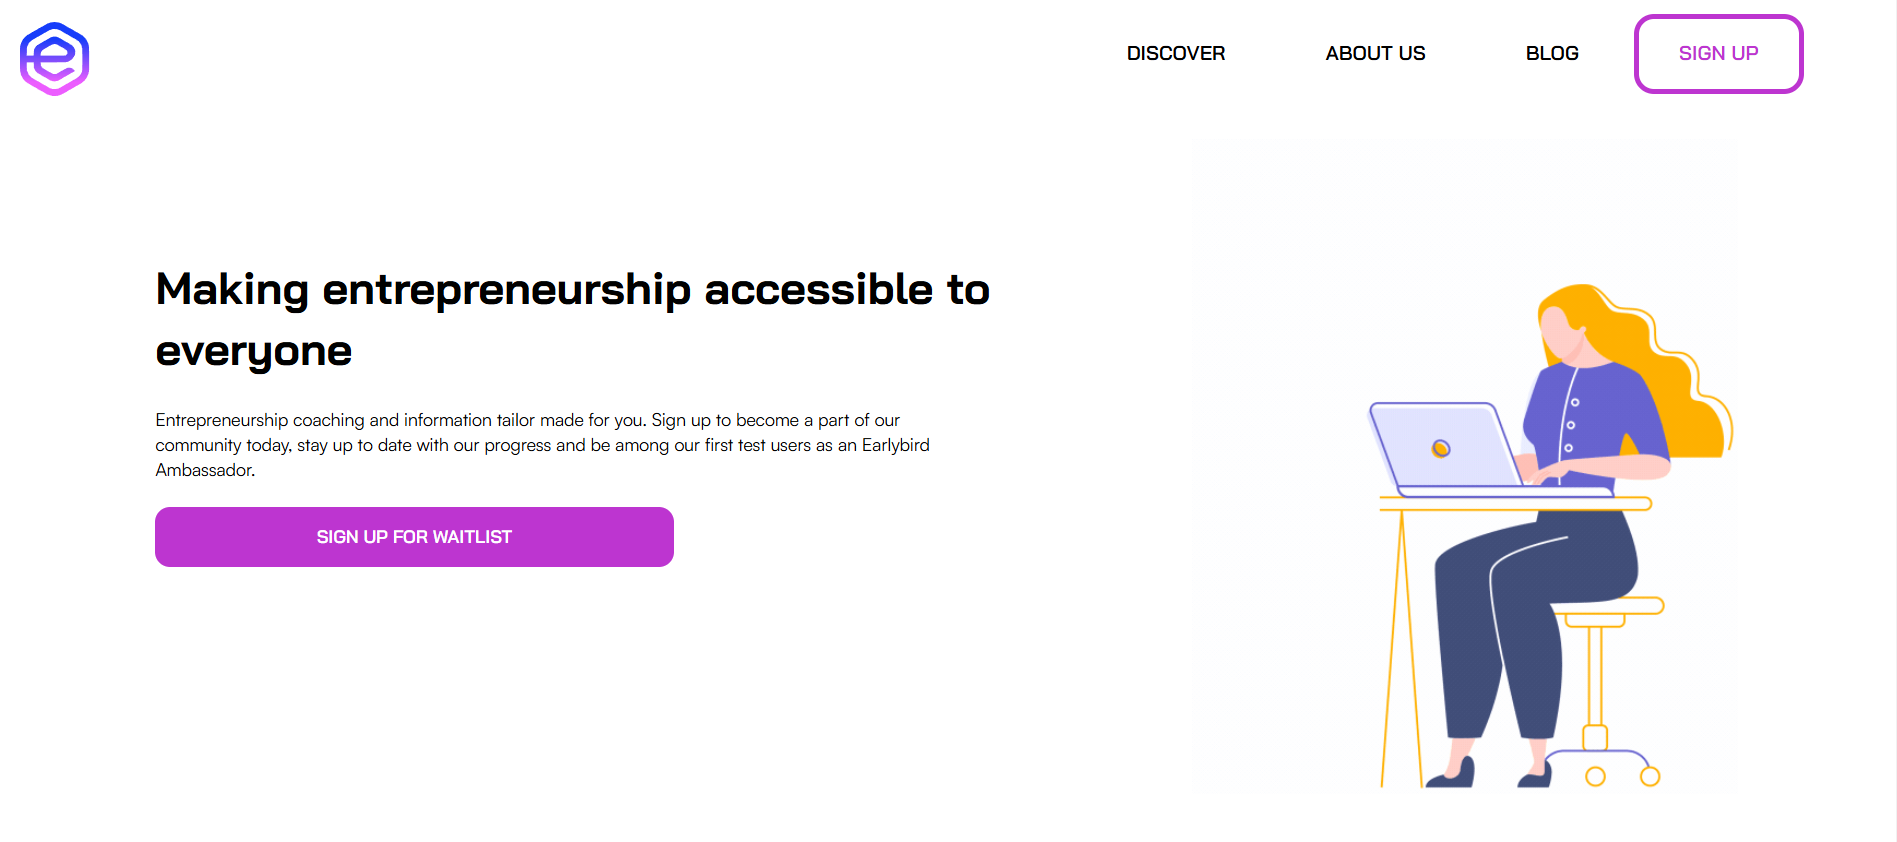 DISCOVER ABOUT US BLOG SIGN UP
Making entrepreneurship accessible to
everyone
Entrepreneurship coaching and information tailor made for you. Sign up to become a part of our
community today, stay up to date with our progress and be among our first test users as an Earlybird
Ambassador.
SIGN UP FOR WAITLIST